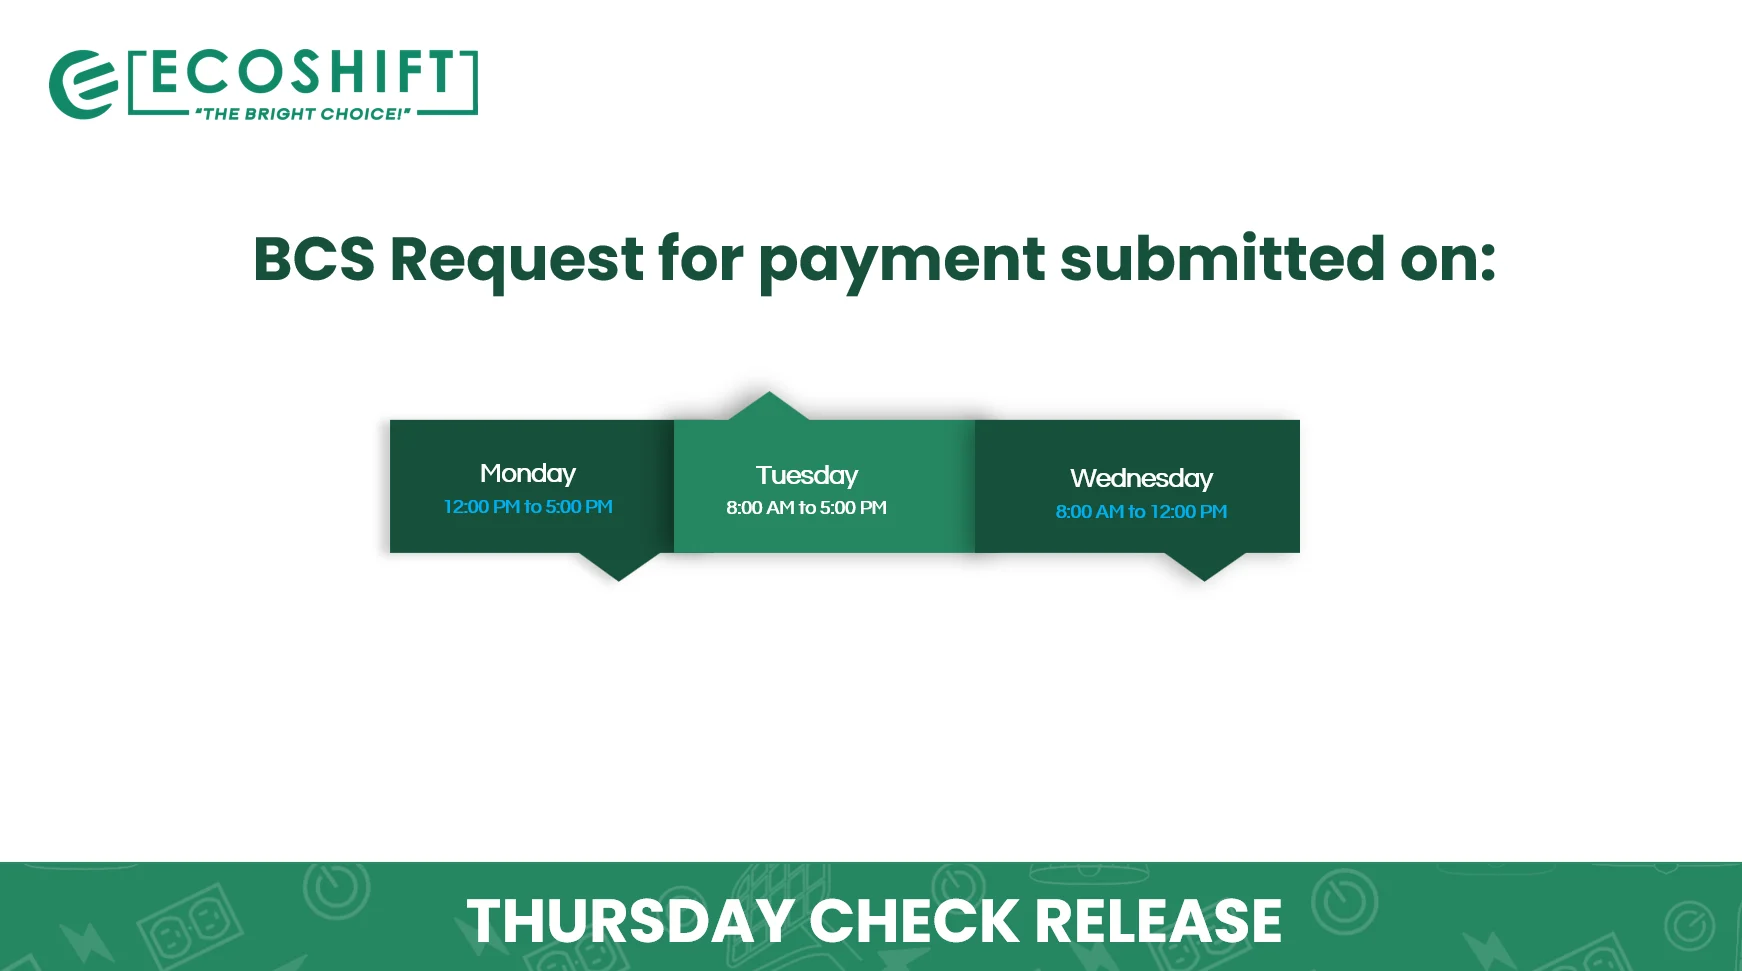 ECOSHIFT
"THE BRIGHT CHOICE!"
BCS Request for payment submitted on:
Monday
12:00 PM to 5:00 PM
Tuesday
8:00 AM to 5:00 PM
Wednesday
8:00 AM to 12:00 PM
THURSDAY CHECK RELEASE